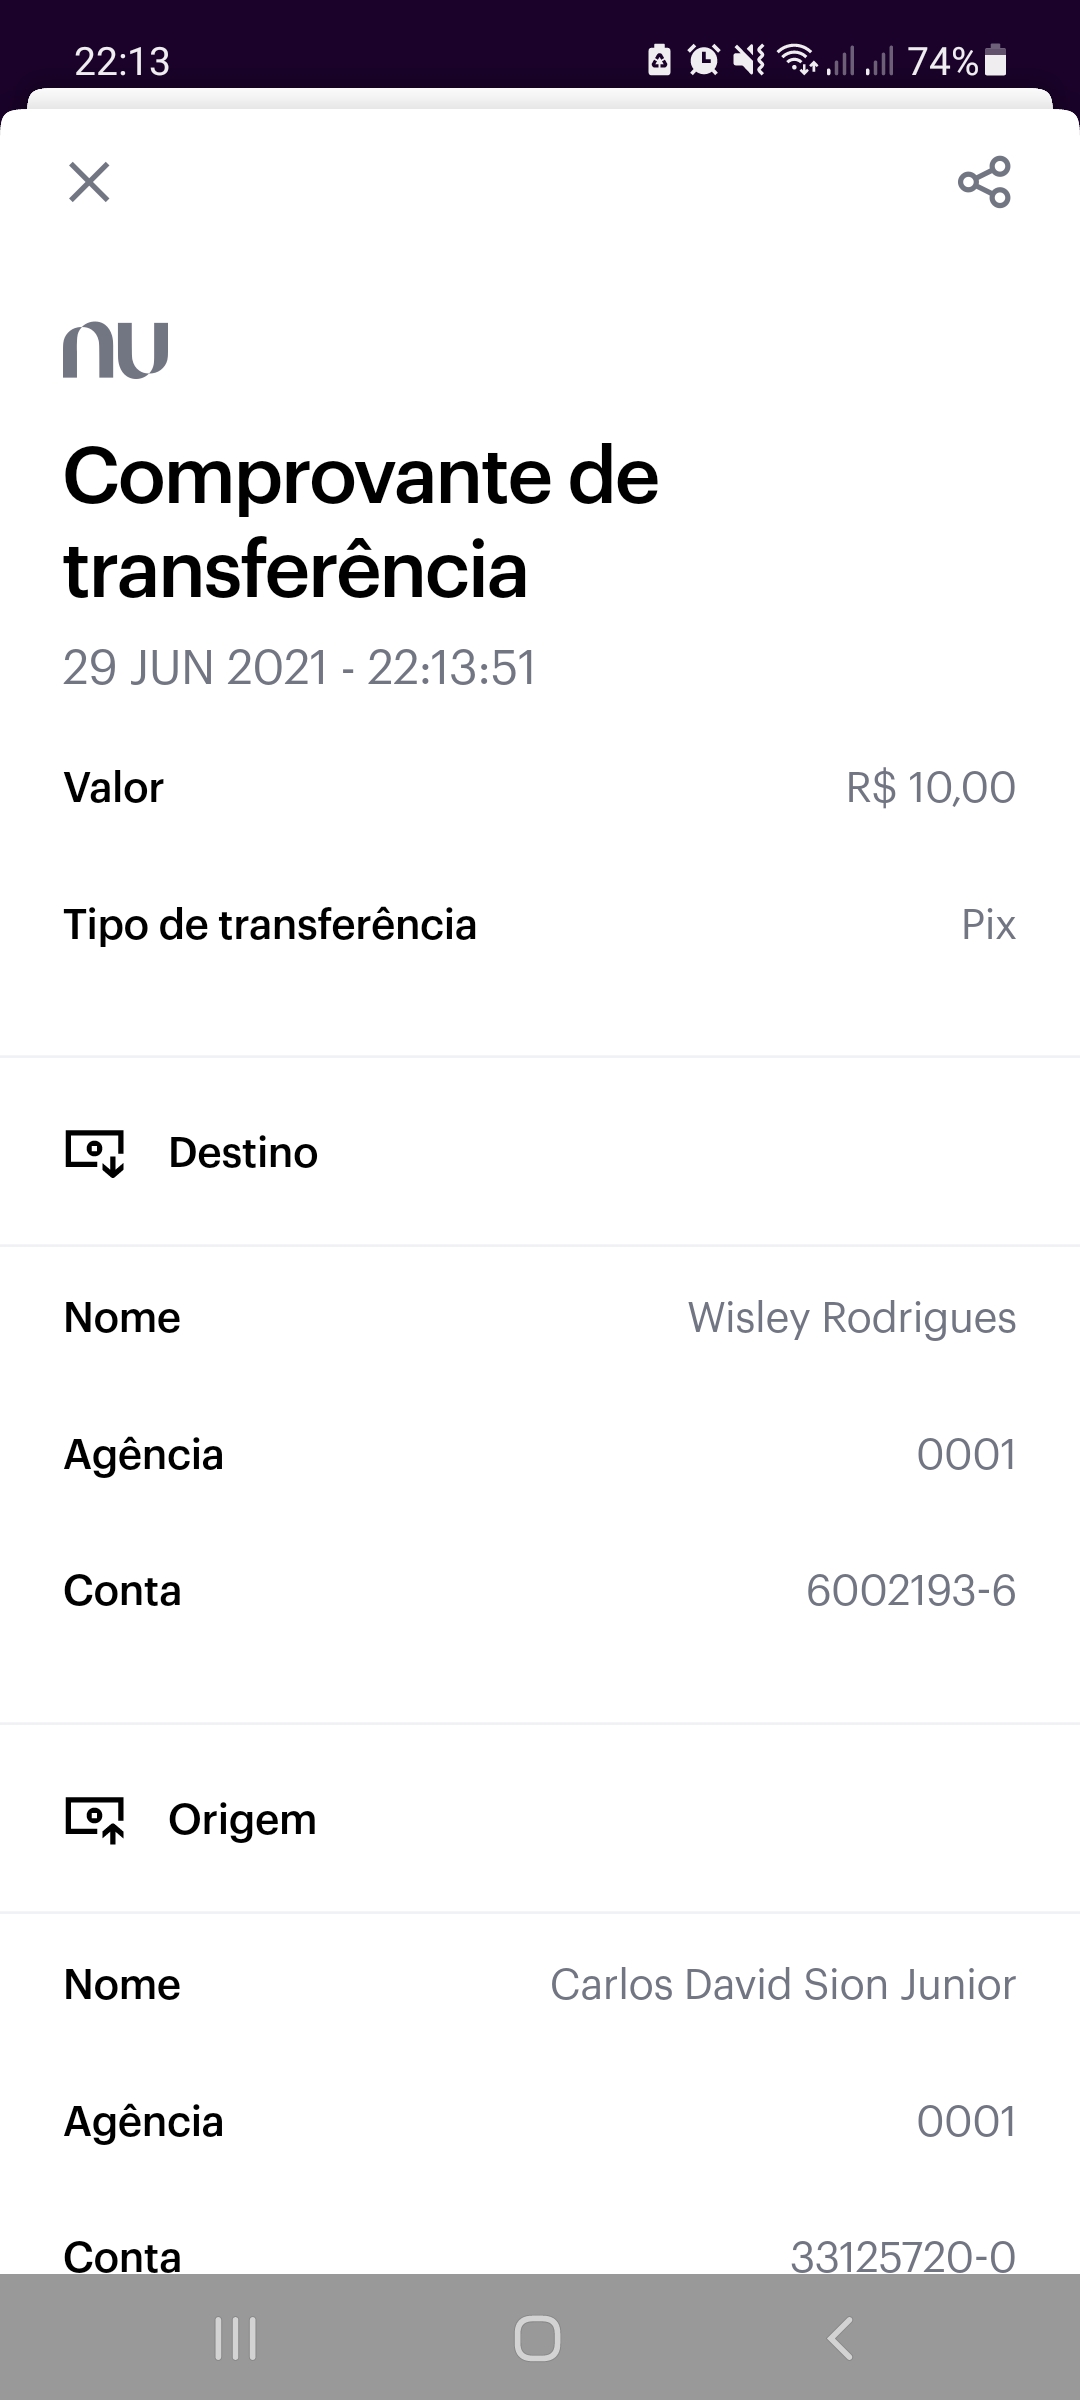 22:13
74%
nu
Comprovante de
transferência
29 JUN 2021 - 22:13:51
Valor R$ 10,00
Tipo de transferência Pix
Destino
Nome Wisley Rodrigues
Agência 0001
Conta 6002193-6
Origem
Nome Carlos David Sion Junior
Agência 0001
Conta 33125720-0